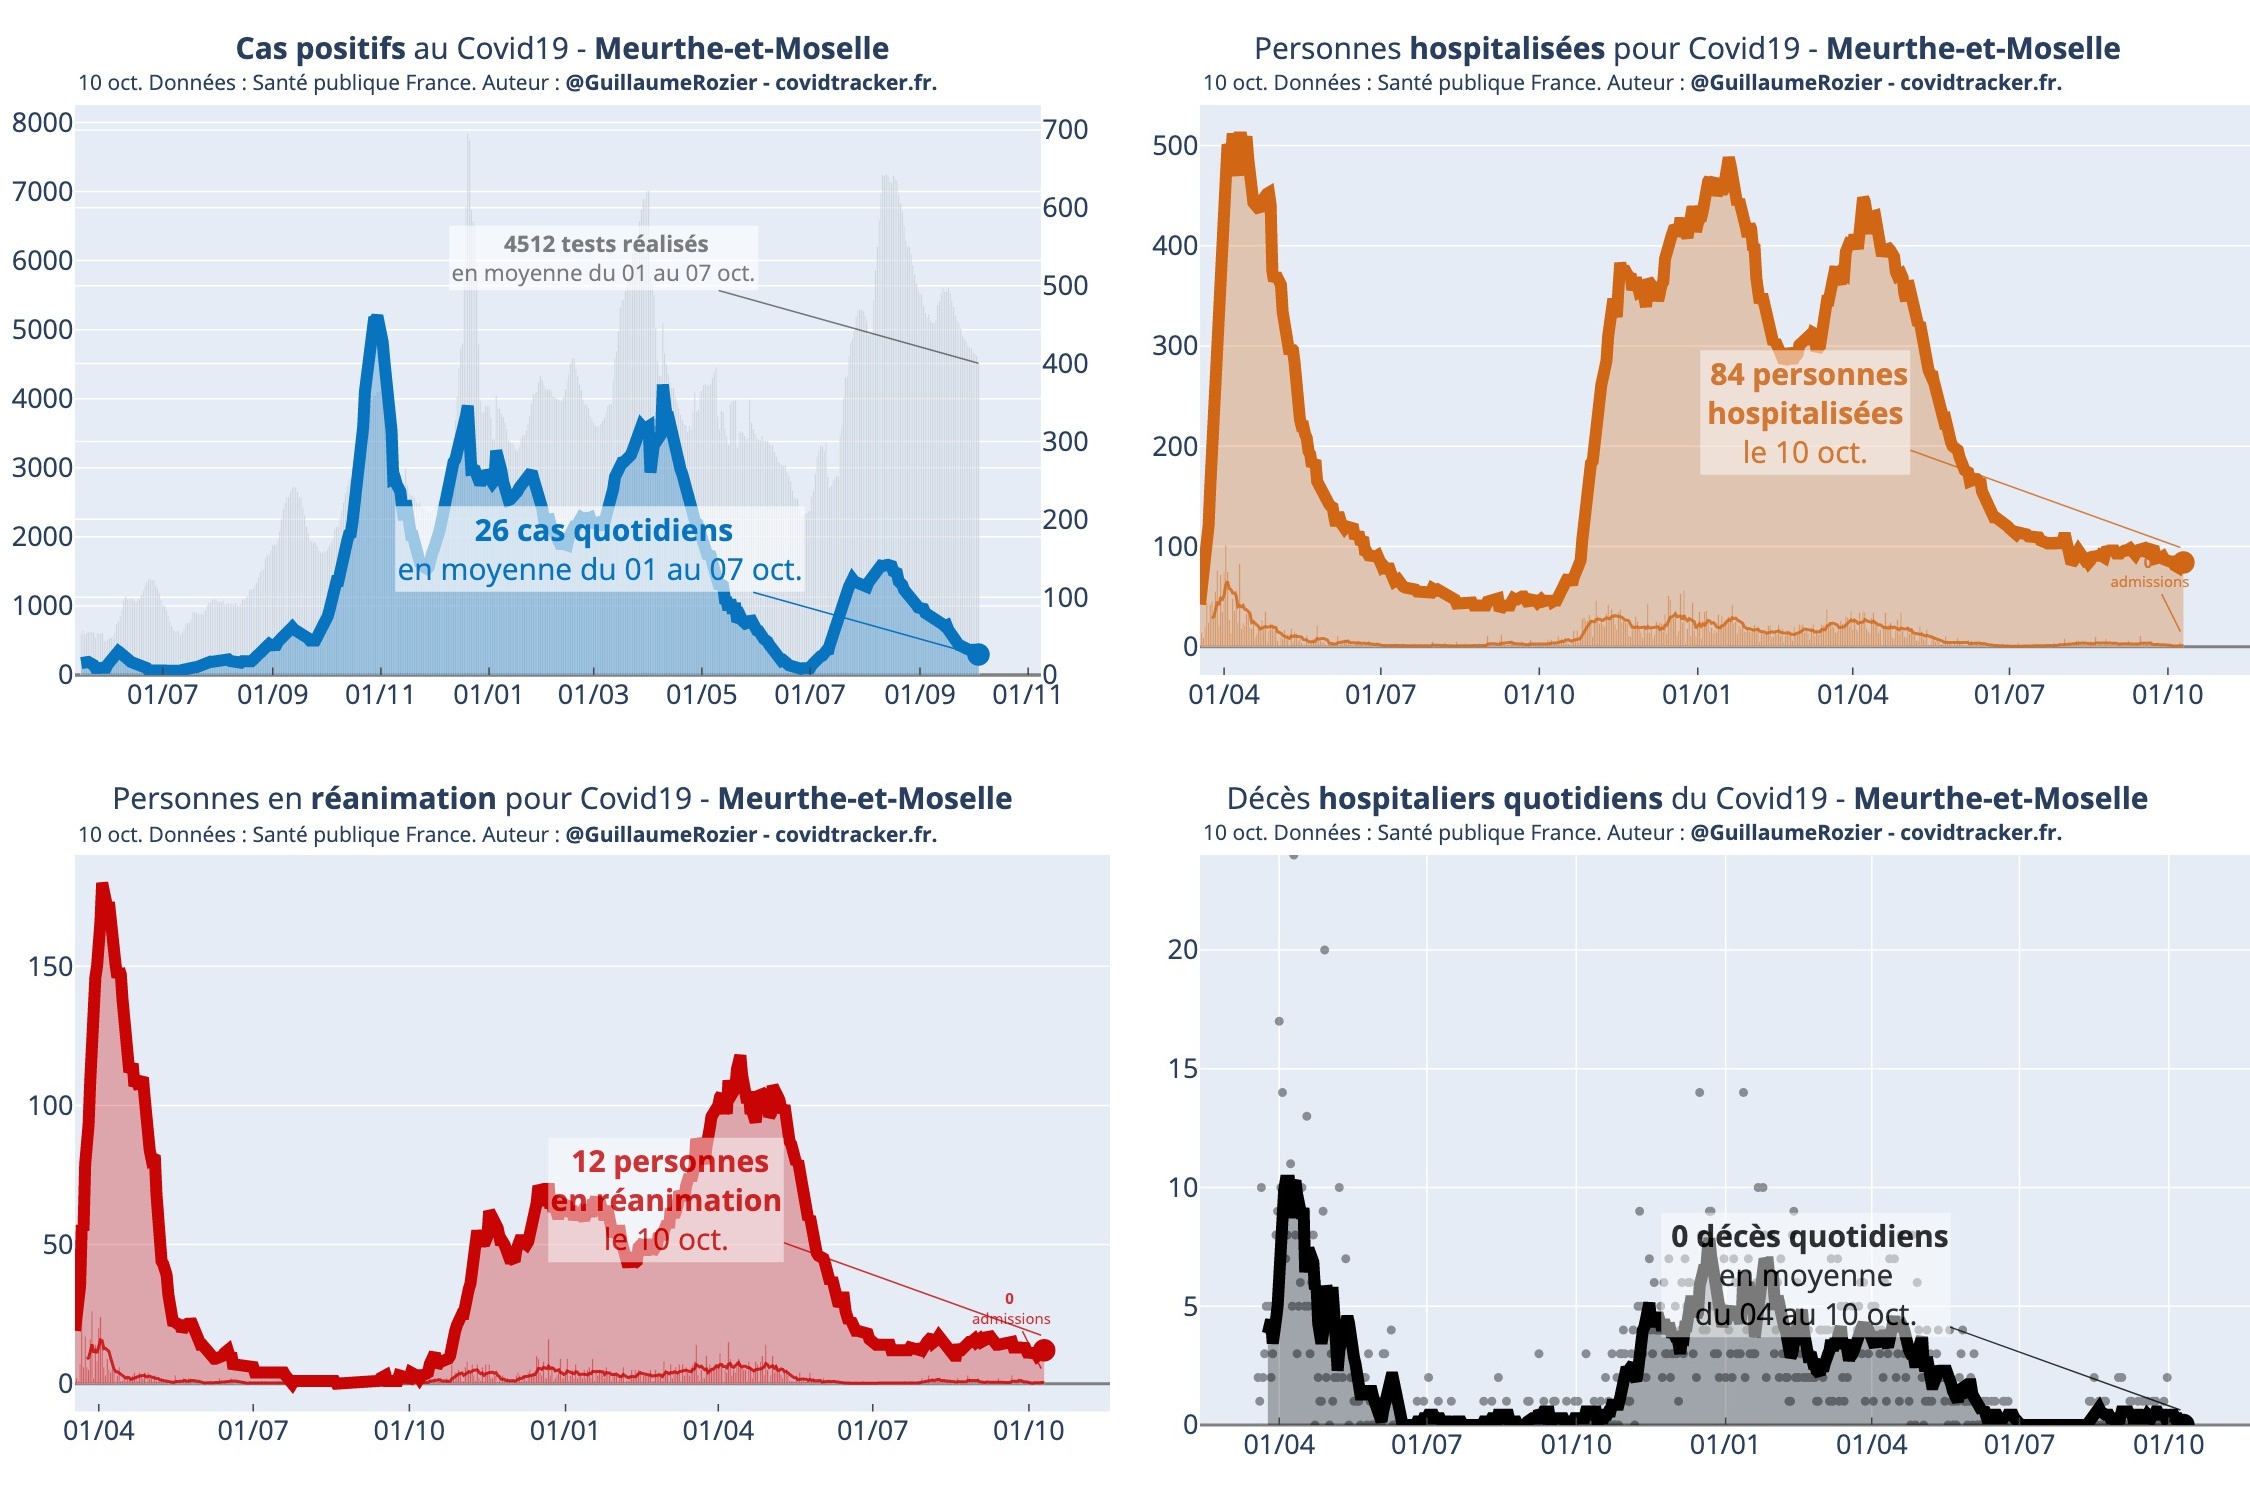 Cas positifs au Covid19 - Meurthe-et-Moselle
10 oct. Données : Santé publique France. Auteur : @GuillaumeRozier - covidtracker.fr.
8000
7000
6000
5000
4000
3000
2000
1000
0
700
600
500
400
300
200
100
0
4512 tests réalisés
en moyenne du 01 au 07 oct.
26 cas quotidiens
en moyenne du 01 au 07 oct.
01/07 01/09 01/11 01/01 01/03 01/05 01/07 01/09 01/11
Personnes hospitalisées pour Covid19 - Meurthe-et-Moselle
10 oct. Données : Santé publique France. Auteur : @GuillaumeRozier - covidtracker.fr.
500
400
300
200
100
0
84 personnes
hospitalisées
le 10 oct.
0
admissions
01/04 01/07 01/10 01/01 01/04 01/07 01/10
Personnes en réanimation pour Covid19 - Meurthe-et-Moselle
10 oct. Données : Santé publique France. Auteur : @GuillaumeRozier - covidtracker.fr.
150
100
50
0
12 personnes
en réanimation
le 10 oct.
0
admissions
01/04 01/07 01/10 01/01 01/04 01/07 01/10
Décès hospitaliers quotidiens du Covid19 - Meurthe-et-Moselle
10 oct. Données : Santé publique France. Auteur : @GuillaumeRozier - covidtracker.fr.
20
15
10
5
0
0 décès quotidiens
en moyenne
du 04 au 10 oct.
01/04 01/07 01/10 01/01 01/04 01/07 01/10